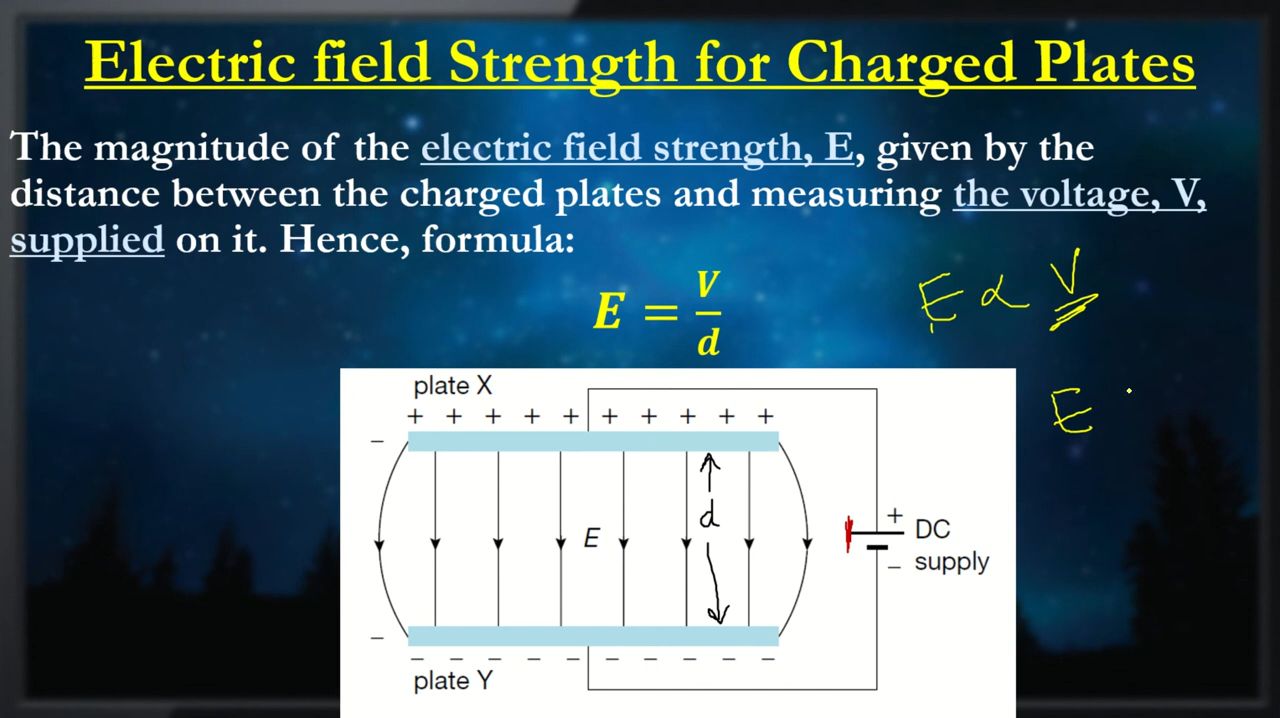 Electric field Strength for Charged Plates
The magnitude of the electric field strength, E, given by the
distance between the charged plates and measuring the voltage, V,
supplied on it. Hence, formula:
E = V/d
E ∝ V
E
plate X
+ + + + + + + + + +
−
d
E
+
DC
supply
−
−
− − − − − − − − − −
plate Y